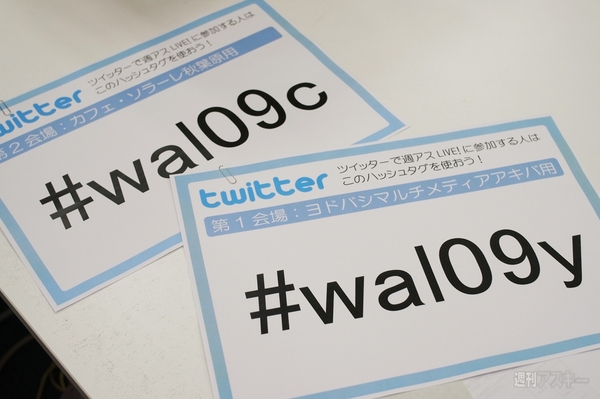 twitter
ツイッターで週アスLIVE!に参加する人は
このハッシュタグを使おう！
第2会場：カフェ・ソラーレ秋葉原用
#wal09c
twitter
ツイッターで週アスLIVE!に参加する人は
このハッシュタグを使おう！
第1会場：ヨドバシマルチメディアアキバ用
#wal09y
週刊アスキー